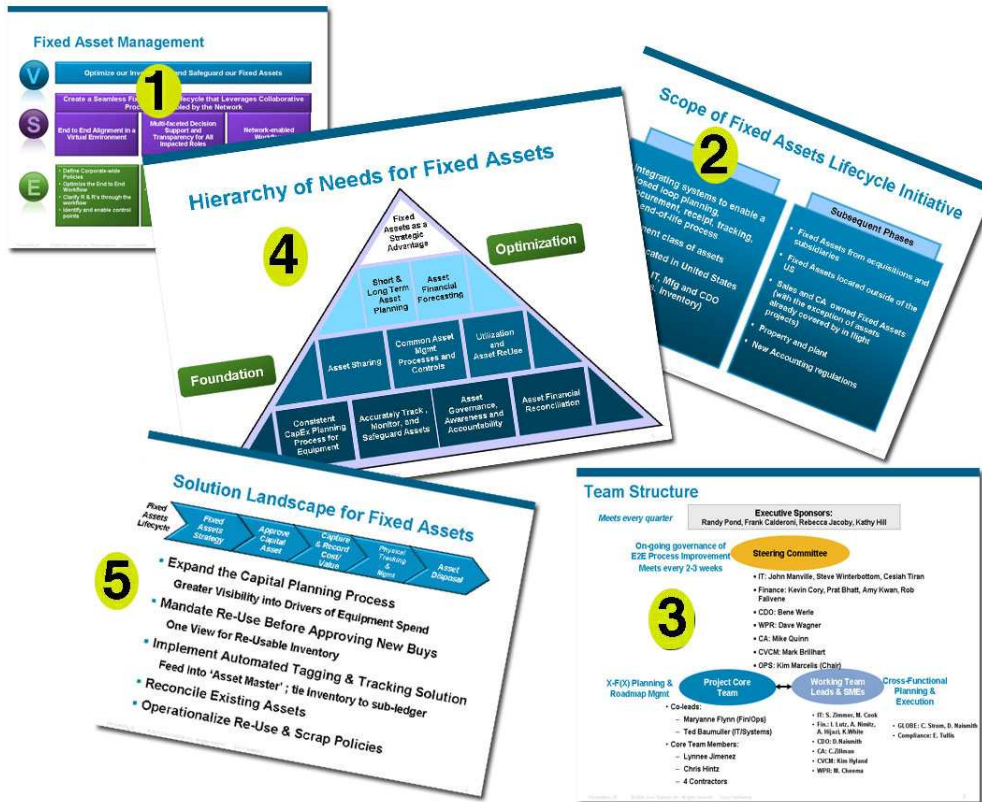 Fixed Asset Management
V
Optimize our and Safeguard our Fixed Assets
1
S
Create a Seamless Lifecycle that Leverages Collaborative
by the Network
End to End Alignment in a
Virtual Environment
Multi-faceted Decision
Support and
Transparency for All
Impacted Roles
Network-enabled
E
• Define Corporate-wide
Policies
• Optimize the End to End
Workflow
• Clarify R & R's through the
workflow
• Identify and enable control
points
Scope of Fixed Assets Lifecycle Initiative
2
Integrating systems to enable a
loop planning,
receipt, tracking,
end-of-life process
class of assets
in United States
IT, Mfg and CDO
inventory)
Subsequent Phases
• Fixed Assets from acquisitions and
subsidiaries
• Fixed Assets located ourside of the
US
• Sales and CA owned Fixed Assets
(with the exception of assets
already covered by in flight
projects)
• Property and plant
• New Accounting regulations
Hierarchy of Needs for Fixed Assets
4
Fixed
Assets as a
Strategic
Advantage
Optimization
Short &
Long Term
Asset
Planning
Asset
Financial
Forecasting
Foundation
Asset Sharing
Common Asset
Mgmt
Processes and
Controls
Utilization
and
Asset ReUse
Consistent
CapEx Planning
Process for
Equipment
Accurately Track ,
Monitor, and
Safeguard Assets
Asset
Governance,
Awareness and
Accountability
Asset Financial
Reconciliation
Solution Landscape for Fixed Assets
Fixed
Assets
Lifecycle
Fixed
Assets
Strategy
Approve
Capital
Asset
Capture
& Record
Cost/
Value
Physical
Tracking
&
Mgmt
Asset
Disposal
5
• Expand the Capital Planning Process
Greater Visibility into Drivers of Equipment Spend
• Mandate Re-Use Before Approving New Buys
One View for Re-Usable Inventory
• Implement Automated Tagging & Tracking Solution
Feed into 'Asset Master' ; tie Inventory to sub-ledger
• Reconcile Existing Assets
• Operationalize Re-Use & Scrap Policies
Team Structure
Meets every quarter
Executive Sponsors:
Randy Pond, Frank Calderoni, Rebecca Jacoby, Kathy Hill
On-going governance of
E2E Process Improvement
Meets every 2-3 weeks
Steering Committee
3
• IT: John Manville, Steve Winterbottom, Cesiah Tiran
• Finance: Kevin Cory, Prat Bhatt, Amy Kwan, Rob
Falivene
• CDO: Bene Werle
• WPR: Dave Wagner
• CA: Mike Quinn
• CVCM: Mark Brillhart
• OPS: Kim Marcelis (Chair)
X-F(X) Planning &
Roadmap Mgmt
Project Core
Team
Working Team
Leads & SMEs
Cross-Functional
Planning &
Execution
• Co-leads:
– Maryanne Flynn (Fin/Ops)
– Ted Baumuller (IT/Systems)
• Core Team Members:
– Lynnee Jimenez
– Chris Hintz
– 4 Contractors
• IT: S. Zimmer, M. Cook
• Fin.: I. Lutz, A. Nimitz,
A. Hijazi, K.White
• CDO: D.Naismith
• CA: C.Zillman
• CVCM: Kim Hyland
• WPR: M. Cheema
• GLOBE: C. Strom, D. Naismith
• Compliance: E. Tullis